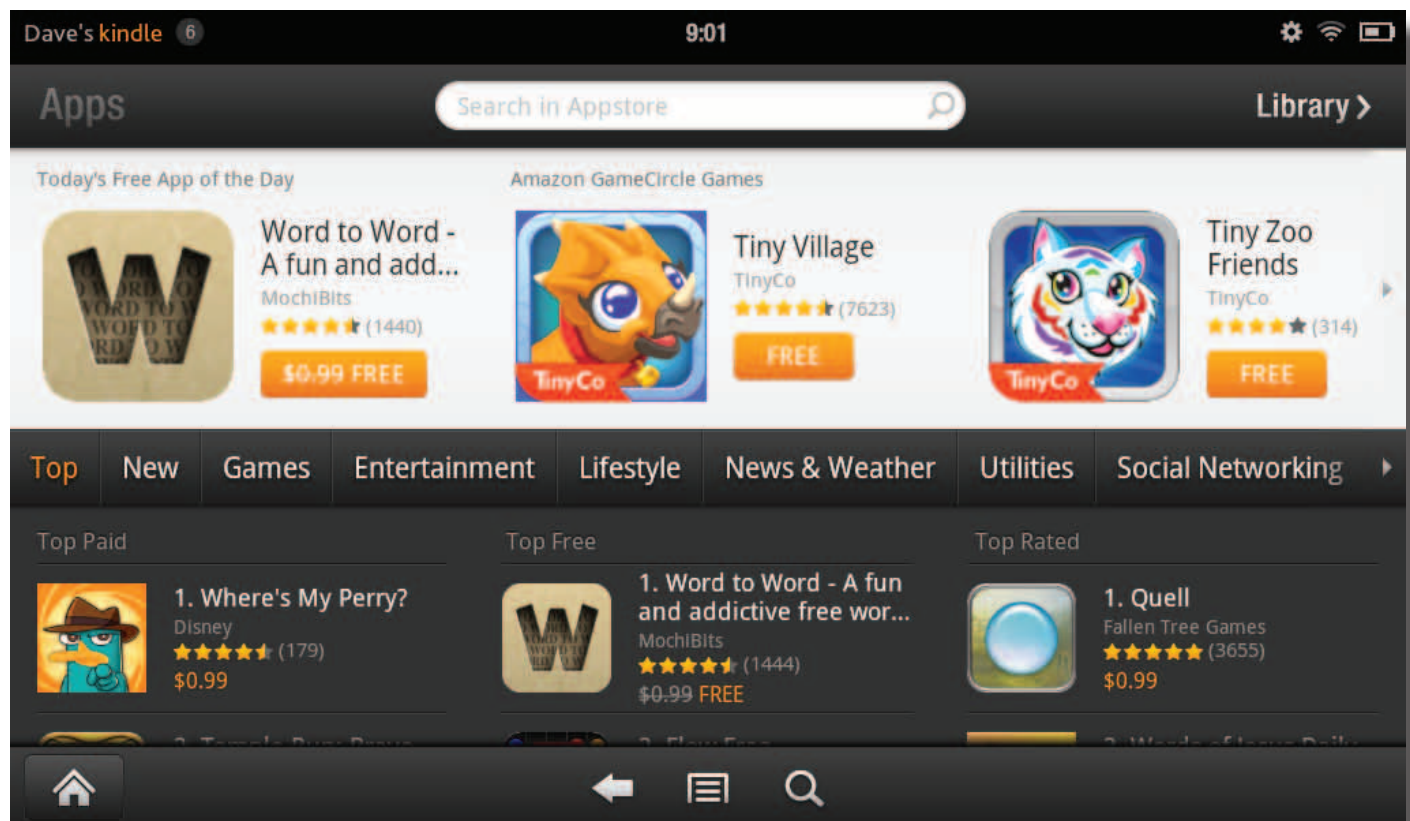 Dave's kindle 6
9:01
Apps
Search in Appstore
Library
Today's Free App of the Day
Amazon GameCircle Games
Word to Word -
A fun and add...
MochiBits
(1440)
$0.99 FREE
WORD TO W
WORD TO
TinyCo
Tiny Village
TinyCo
(7623)
FREE
TinyCo
Tiny Zoo
Friends
TinyCo
(314)
FREE
Top
New
Games
Entertainment
Lifestyle
News & Weather
Utilities
Social Networking
Top Paid
1. Where's My Perry?
Disney
(179)
$0.99
Top Free
1. Word to Word - A fun
and addictive free wor...
MochiBits
(1444)
$0.99 FREE
Top Rated
1. Quell
Fallen Tree Games
(3655)
$0.99